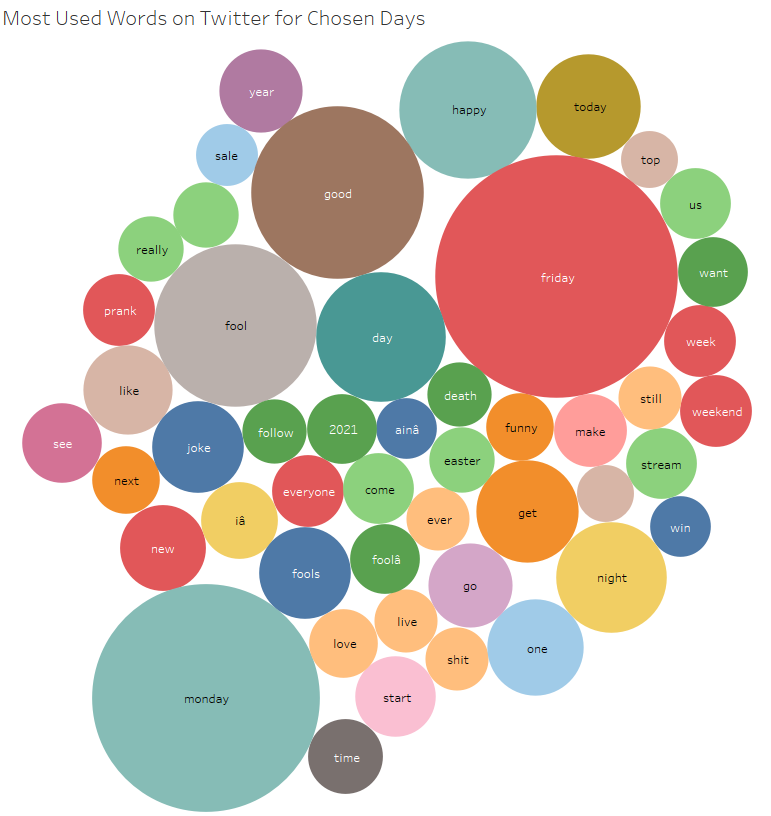 Most Used Words on Twitter for Chosen Days
year
happy
today
sale
top
good
us
really
want
friday
prank
fool
day
week
like
death
still
weekend
see
joke
follow
2021
ainâ
funny
make
easter
stream
next
everyone
come
iâ
ever
get
win
new
fools
foolâ
go
night
love
live
shit
one
monday
start
time